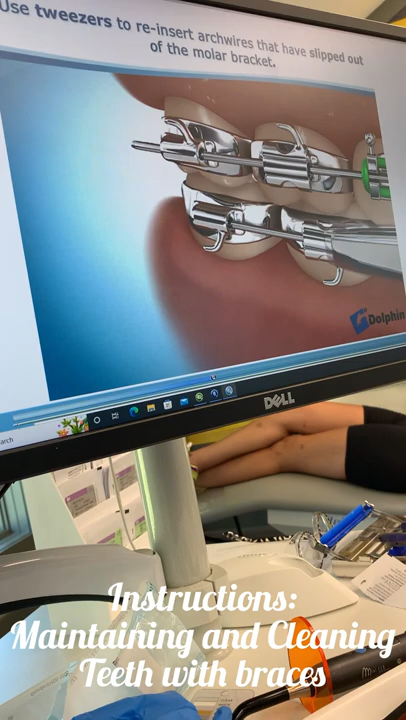 Use tweezers to re-insert archwires that have slipped out
of the molar bracket.
Dolphin
DELL
Instructions:
Maintaining and Cleaning
Teeth with braces